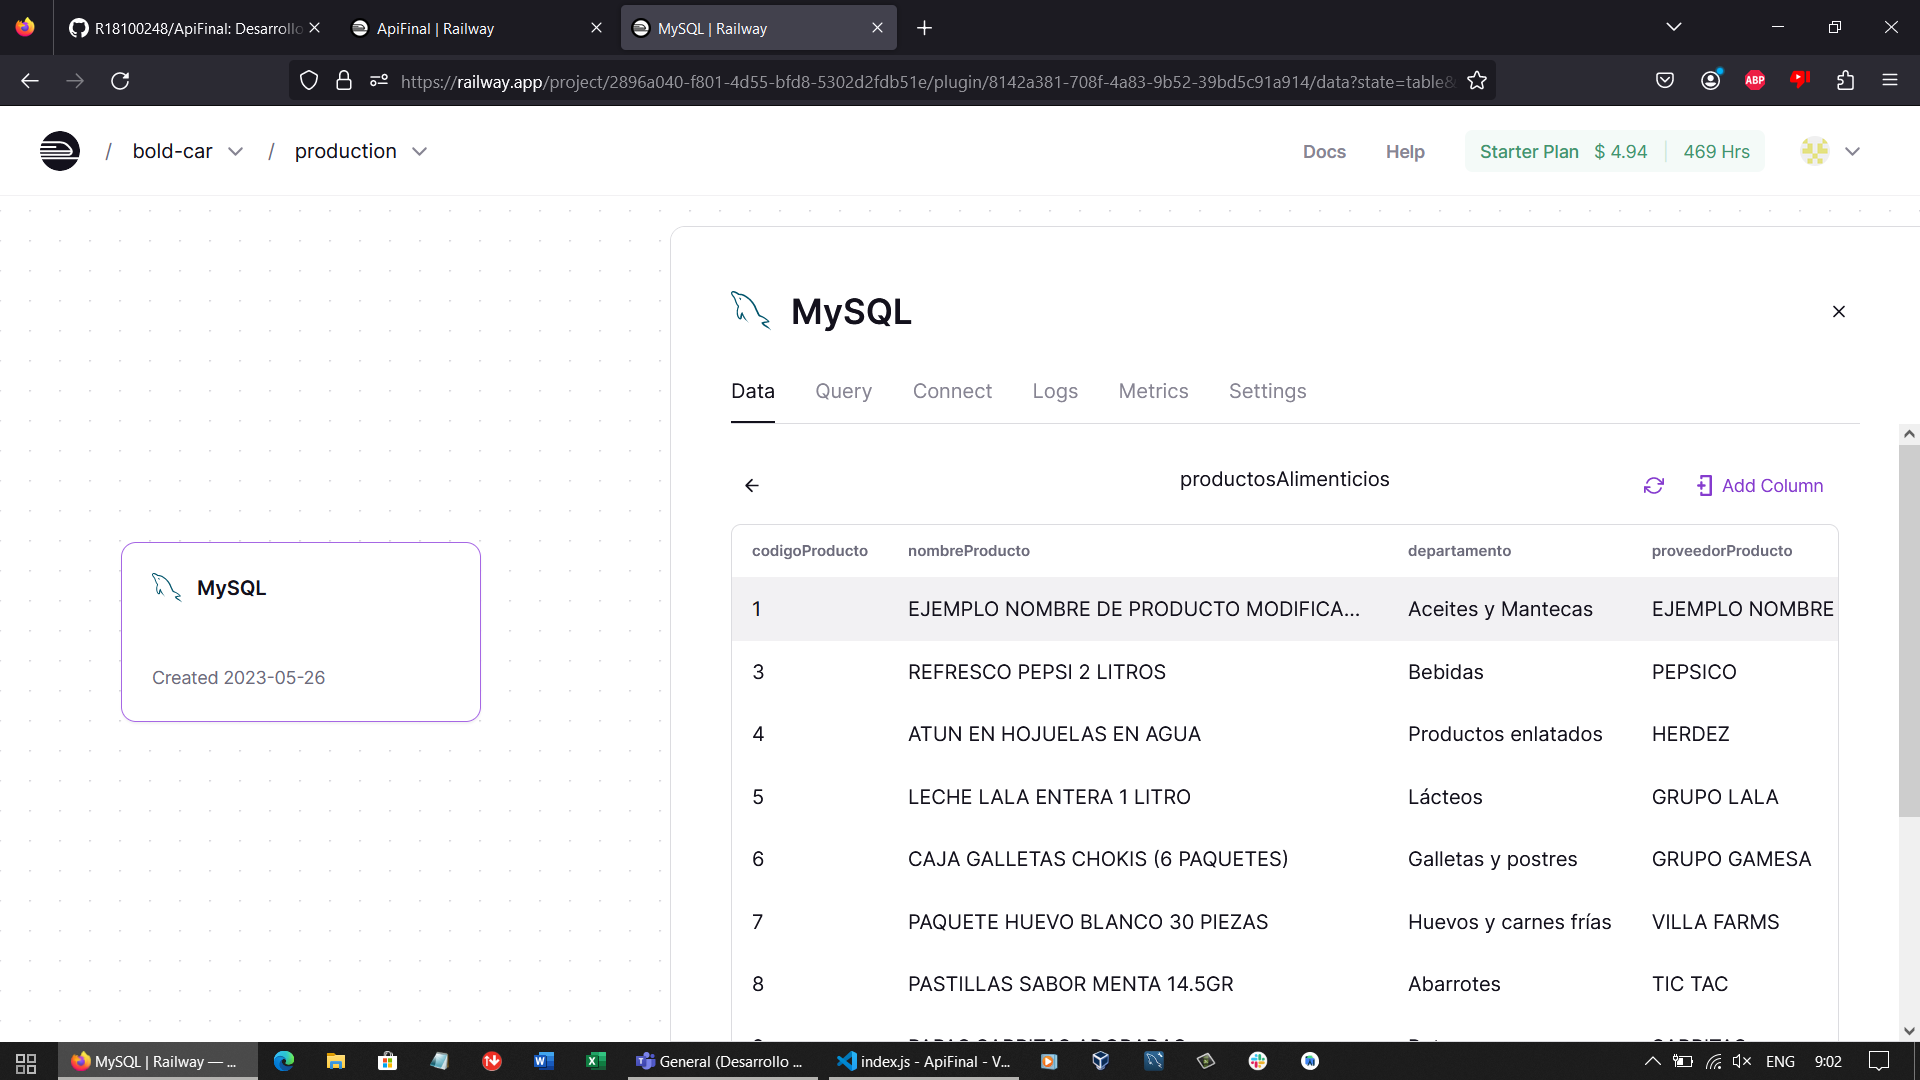 R18100248/ApiFinal: Desarrollo
ApiFinal | Railway
MySQL | Railway
https://railway.app/project/2896a040-f801-4d55-bfd8-5302d2fdb51e/plugin/8142a381-708f-4a83-9b52-39bd5c91a914/data?state=table&
ABP
/ bold-car / production
Docs Help Starter Plan $ 4.94 469 Hrs
MySQL
Data Query Connect Logs Metrics Settings
productosAlimenticios
Add Column
MySQL
Created 2023-05-26
codigoProducto nombreProducto departamento proveedorProducto
1 EJEMPLO NOMBRE DE PRODUCTO MODIFICA... Aceites y Mantecas EJEMPLO NOMBRE
3 REFRESCO PEPSI 2 LITROS Bebidas PEPSICO
4 ATUN EN HOJUELAS EN AGUA Productos enlatados HERDEZ
5 LECHE LALA ENTERA 1 LITRO Lácteos GRUPO LALA
6 CAJA GALLETAS CHOKIS (6 PAQUETES) Galletas y postres GRUPO GAMESA
7 PAQUETE HUEVO BLANCO 30 PIEZAS Huevos y carnes frías VILLA FARMS
8 PASTILLAS SABOR MENTA 14.5GR Abarrotes TIC TAC
MySQL | Railway — ...
General (Desarrollo ...
index.js - ApiFinal - V...
ENG 9:02